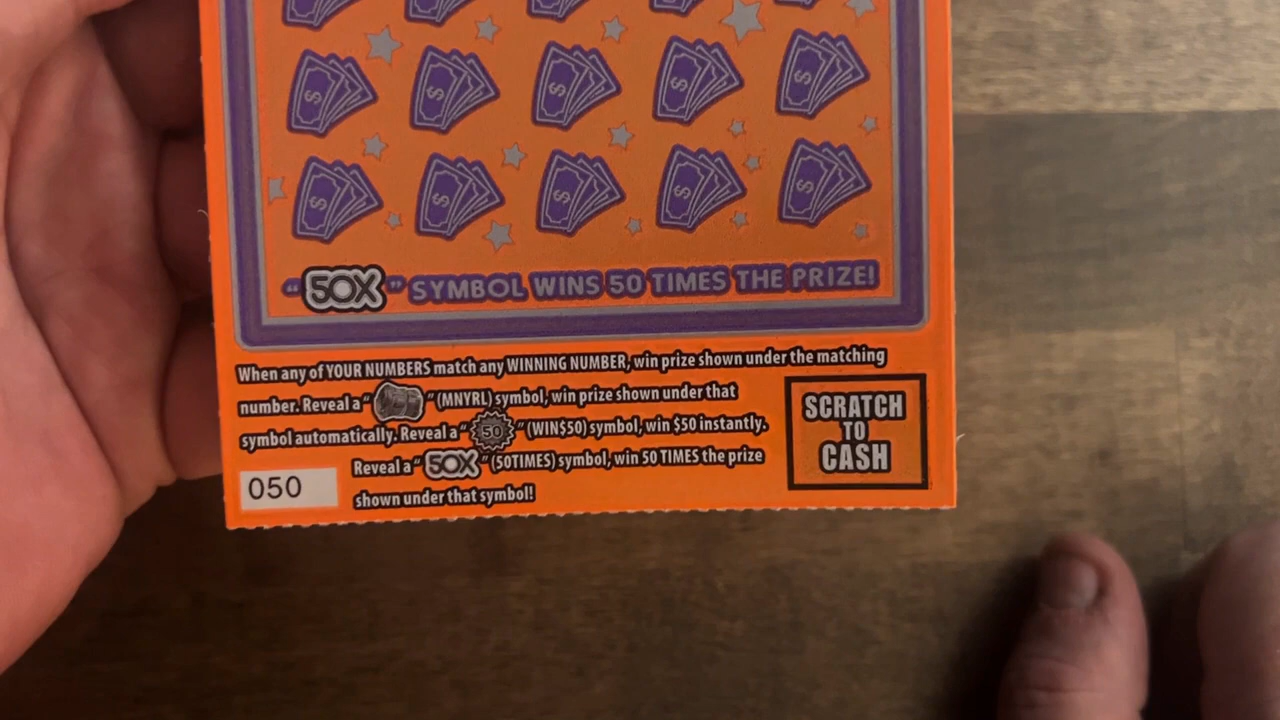 "50X" SYMBOL WINS 50 TIMES THE PRIZE!
When any of YOUR NUMBERS match any WINNING NUMBER, win prize shown under the matching
number. Reveal a " " (MNYRL) symbol, win prize shown under that
symbol automatically. Reveal a "50" (WIN$50) symbol, win $50 instantly.
Reveal a "50X" (50TIMES) symbol, win 50 TIMES the prize
shown under that symbol!
050
SCRATCH
TO
CASH